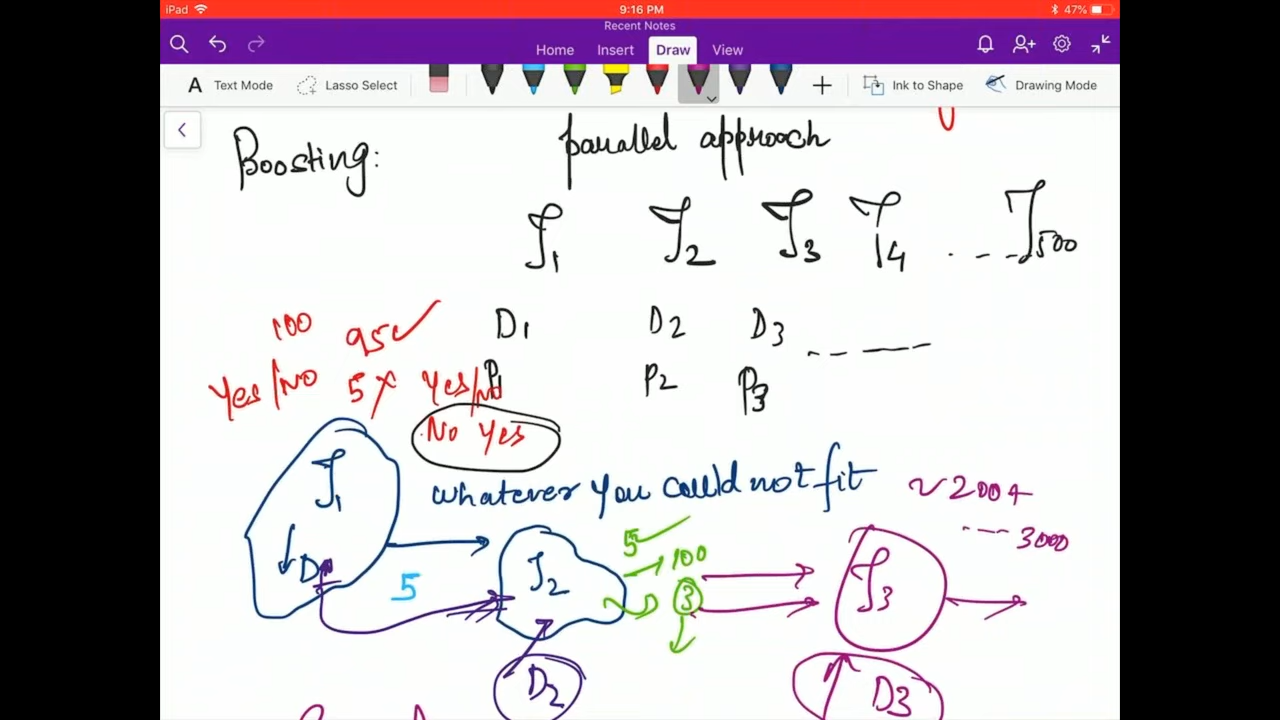 iPad 9:16 PM 47%
Recent Notes
Home Insert Draw View
A Text Mode Lasso Select Ink to Shape Drawing Mode
Boosting: parallel approach
T1 T2 T3 T4 ---- T500
D1 D2 D3 ----
P1 P2 P3
100 95 ✓
Yes/No 5 x Yes/No
No Yes
T1
whatever you could not fit
~200+
---3000
D1
5
T2
5 ✓
100
3
T3
D2
D3